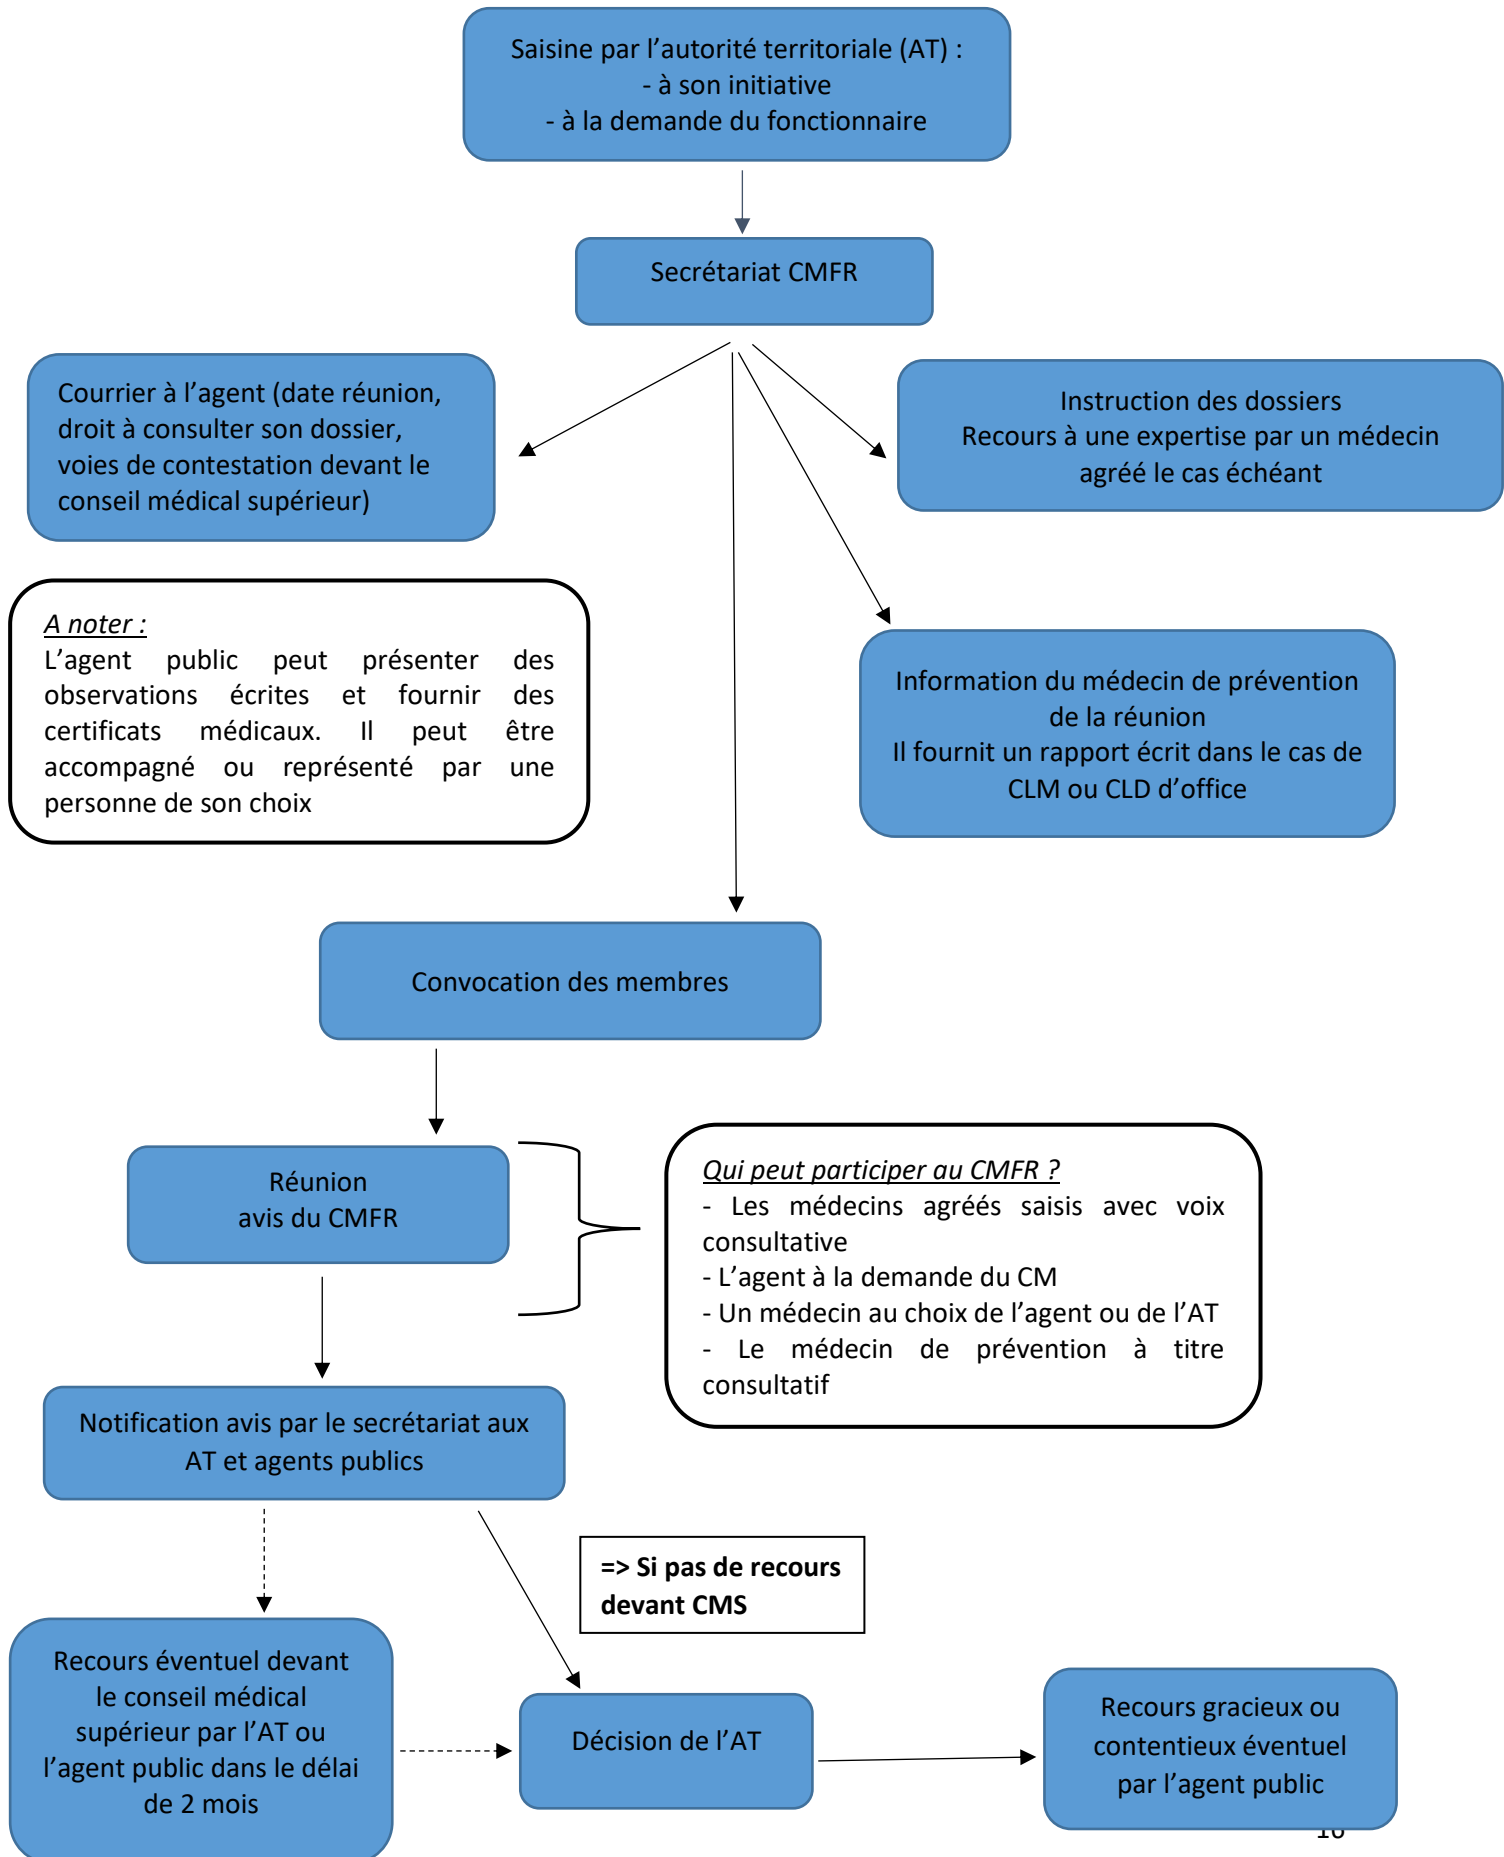 Saisine par l’autorité territoriale (AT) :
- à son initiative
- à la demande du fonctionnaire
Secrétariat CMFR
Courrier à l’agent (date réunion,
droit à consulter son dossier,
voies de contestation devant le
conseil médical supérieur)
Instruction des dossiers
Recours à une expertise par un médecin
agréé le cas échéant
A noter :
L’agent public peut présenter des
observations écrites et fournir des
certificats médicaux. Il peut être
accompagné ou représenté par une
personne de son choix
Information du médecin de prévention
de la réunion
Il fournit un rapport écrit dans le cas de
CLM ou CLD d’office
Convocation des membres
Réunion
avis du CMFR
Qui peut participer au CMFR ?
- Les médecins agréés saisis avec voix
consultative
- L’agent à la demande du CM
- Un médecin au choix de l’agent ou de l’AT
- Le médecin de prévention à titre
consultatif
Notification avis par le secrétariat aux
AT et agents publics
=> Si pas de recours
devant CMS
Recours éventuel devant
le conseil médical
supérieur par l’AT ou
l’agent public dans le délai
de 2 mois
Décision de l’AT
Recours gracieux ou
contentieux éventuel
par l’agent public